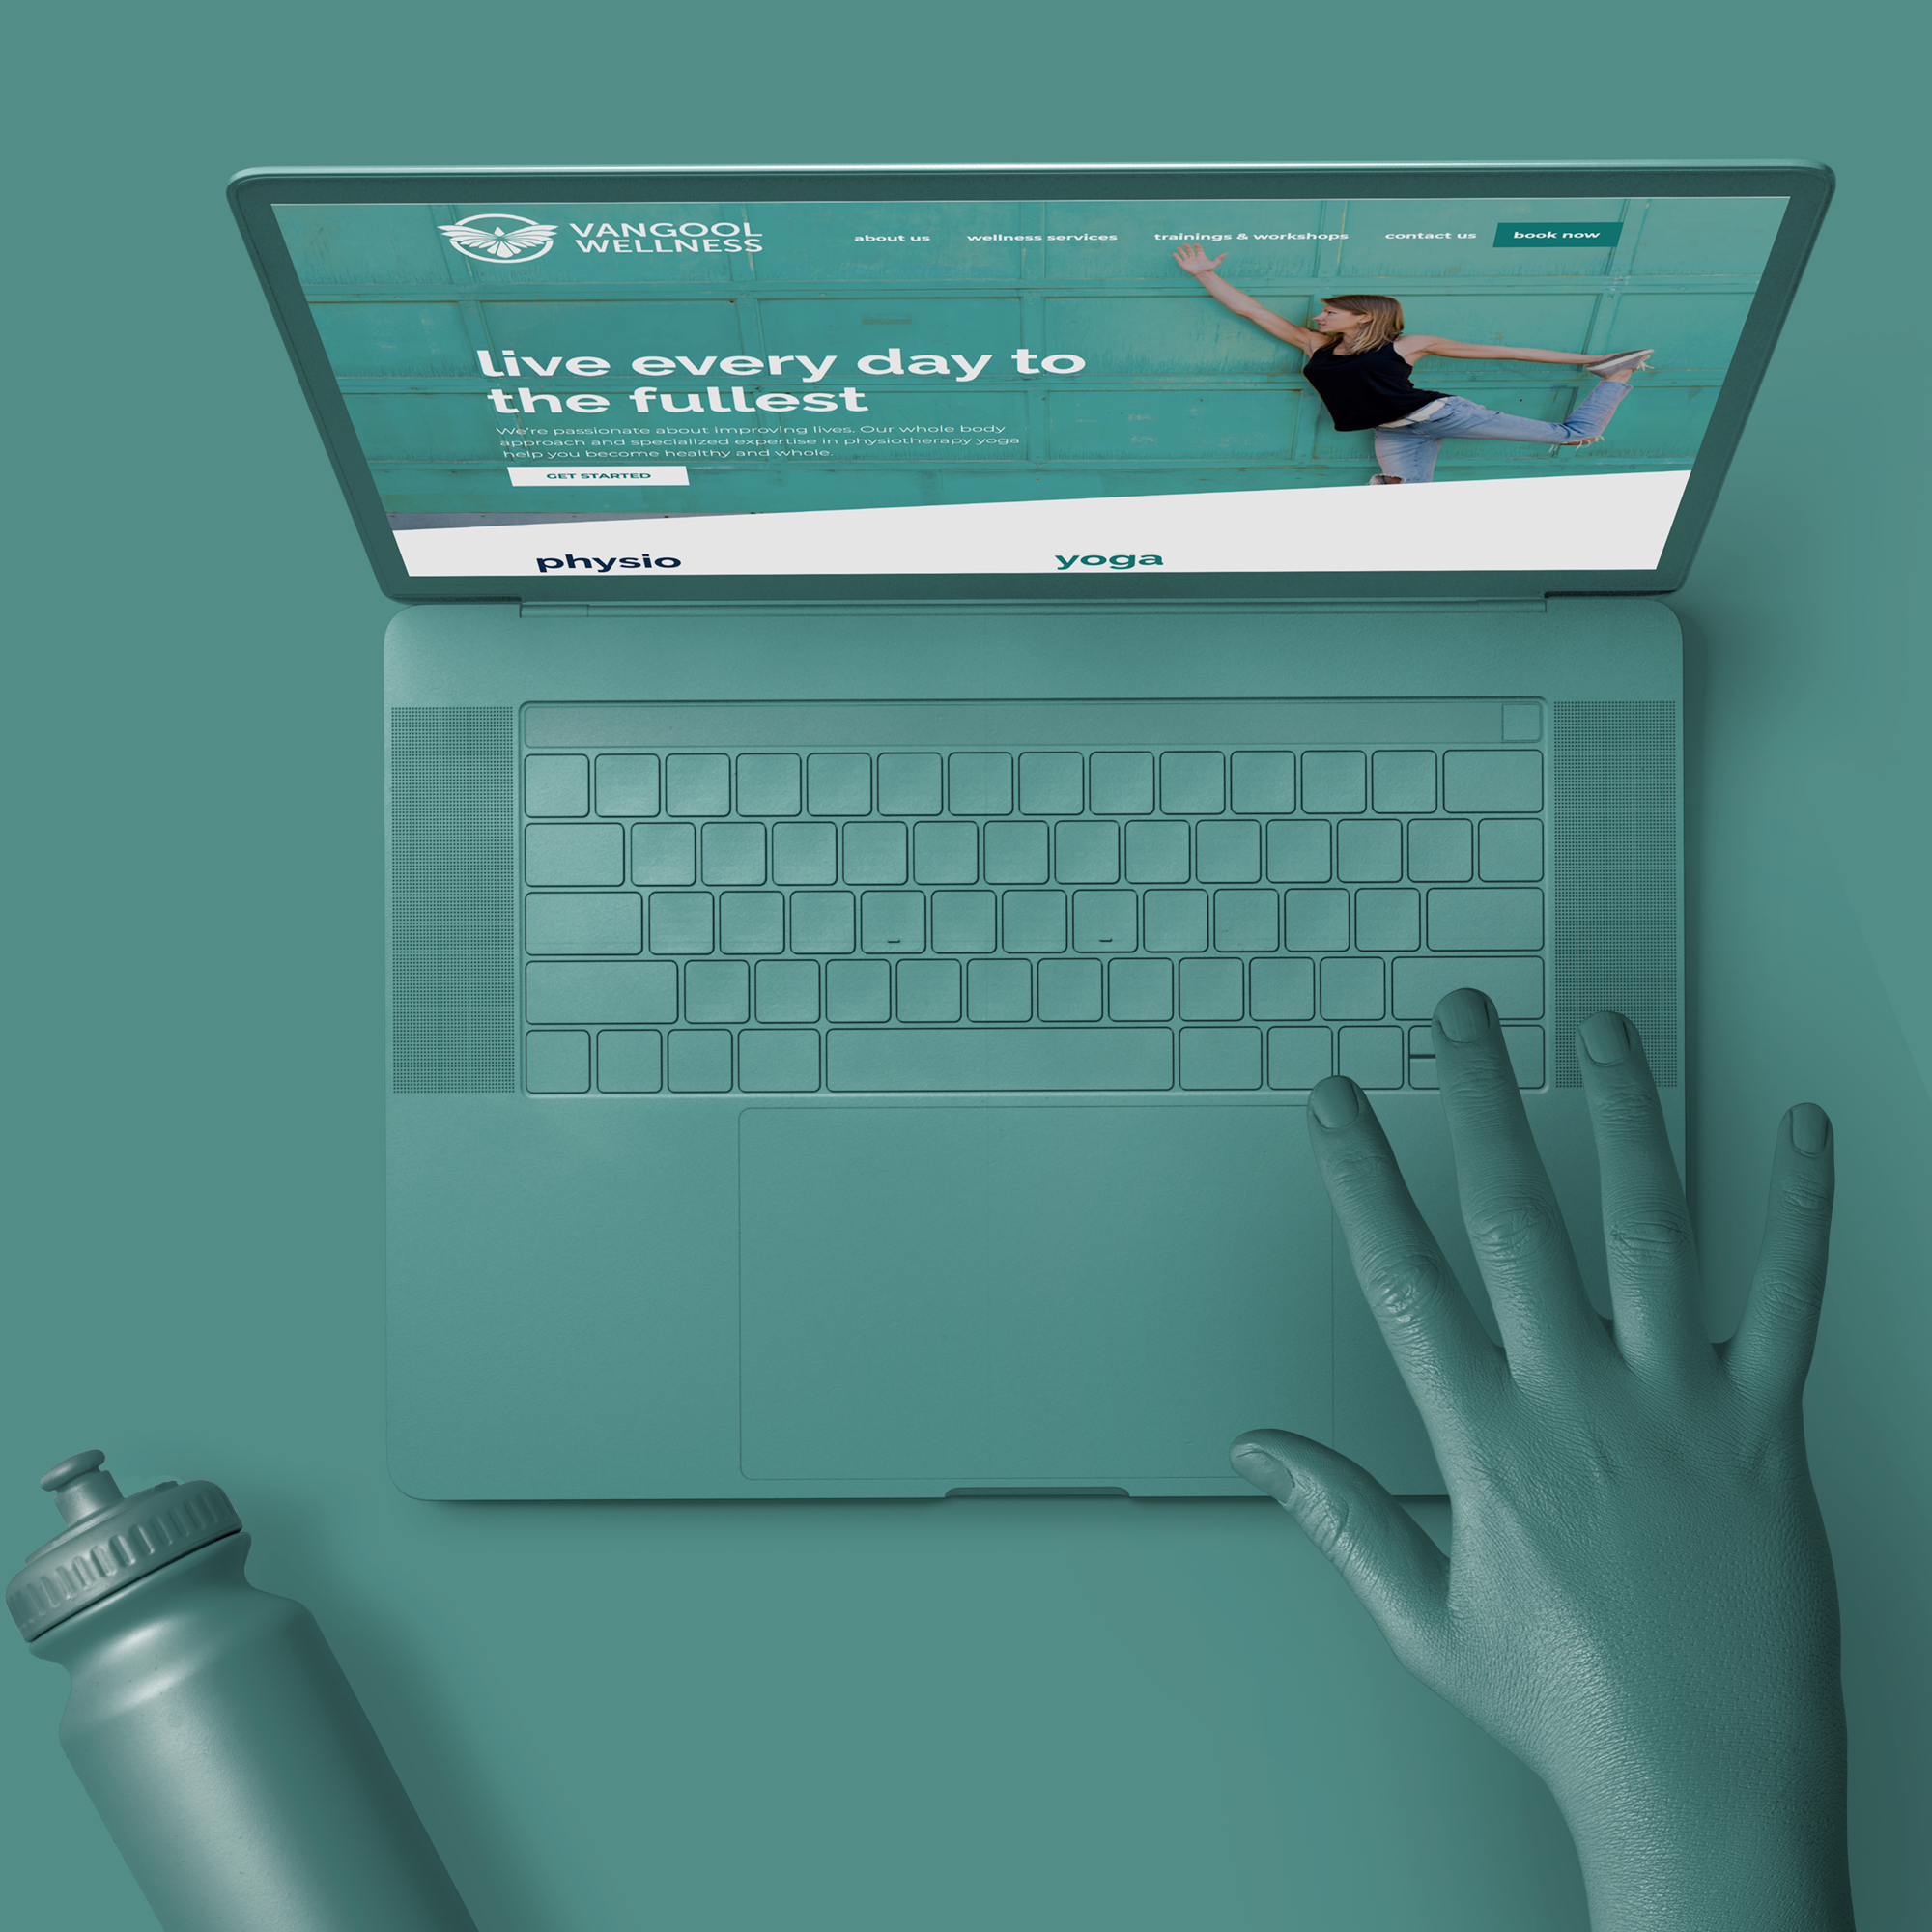 VANGOOL
WELLNESS
about us
wellness services
trainings & workshops
contact us
book now
live every day to
the fullest
We're passionate about improving lives. Our whole body
approach and specialized expertise in physiotherapy yoga
help you become healthy and whole.
GET STARTED
physio
yoga